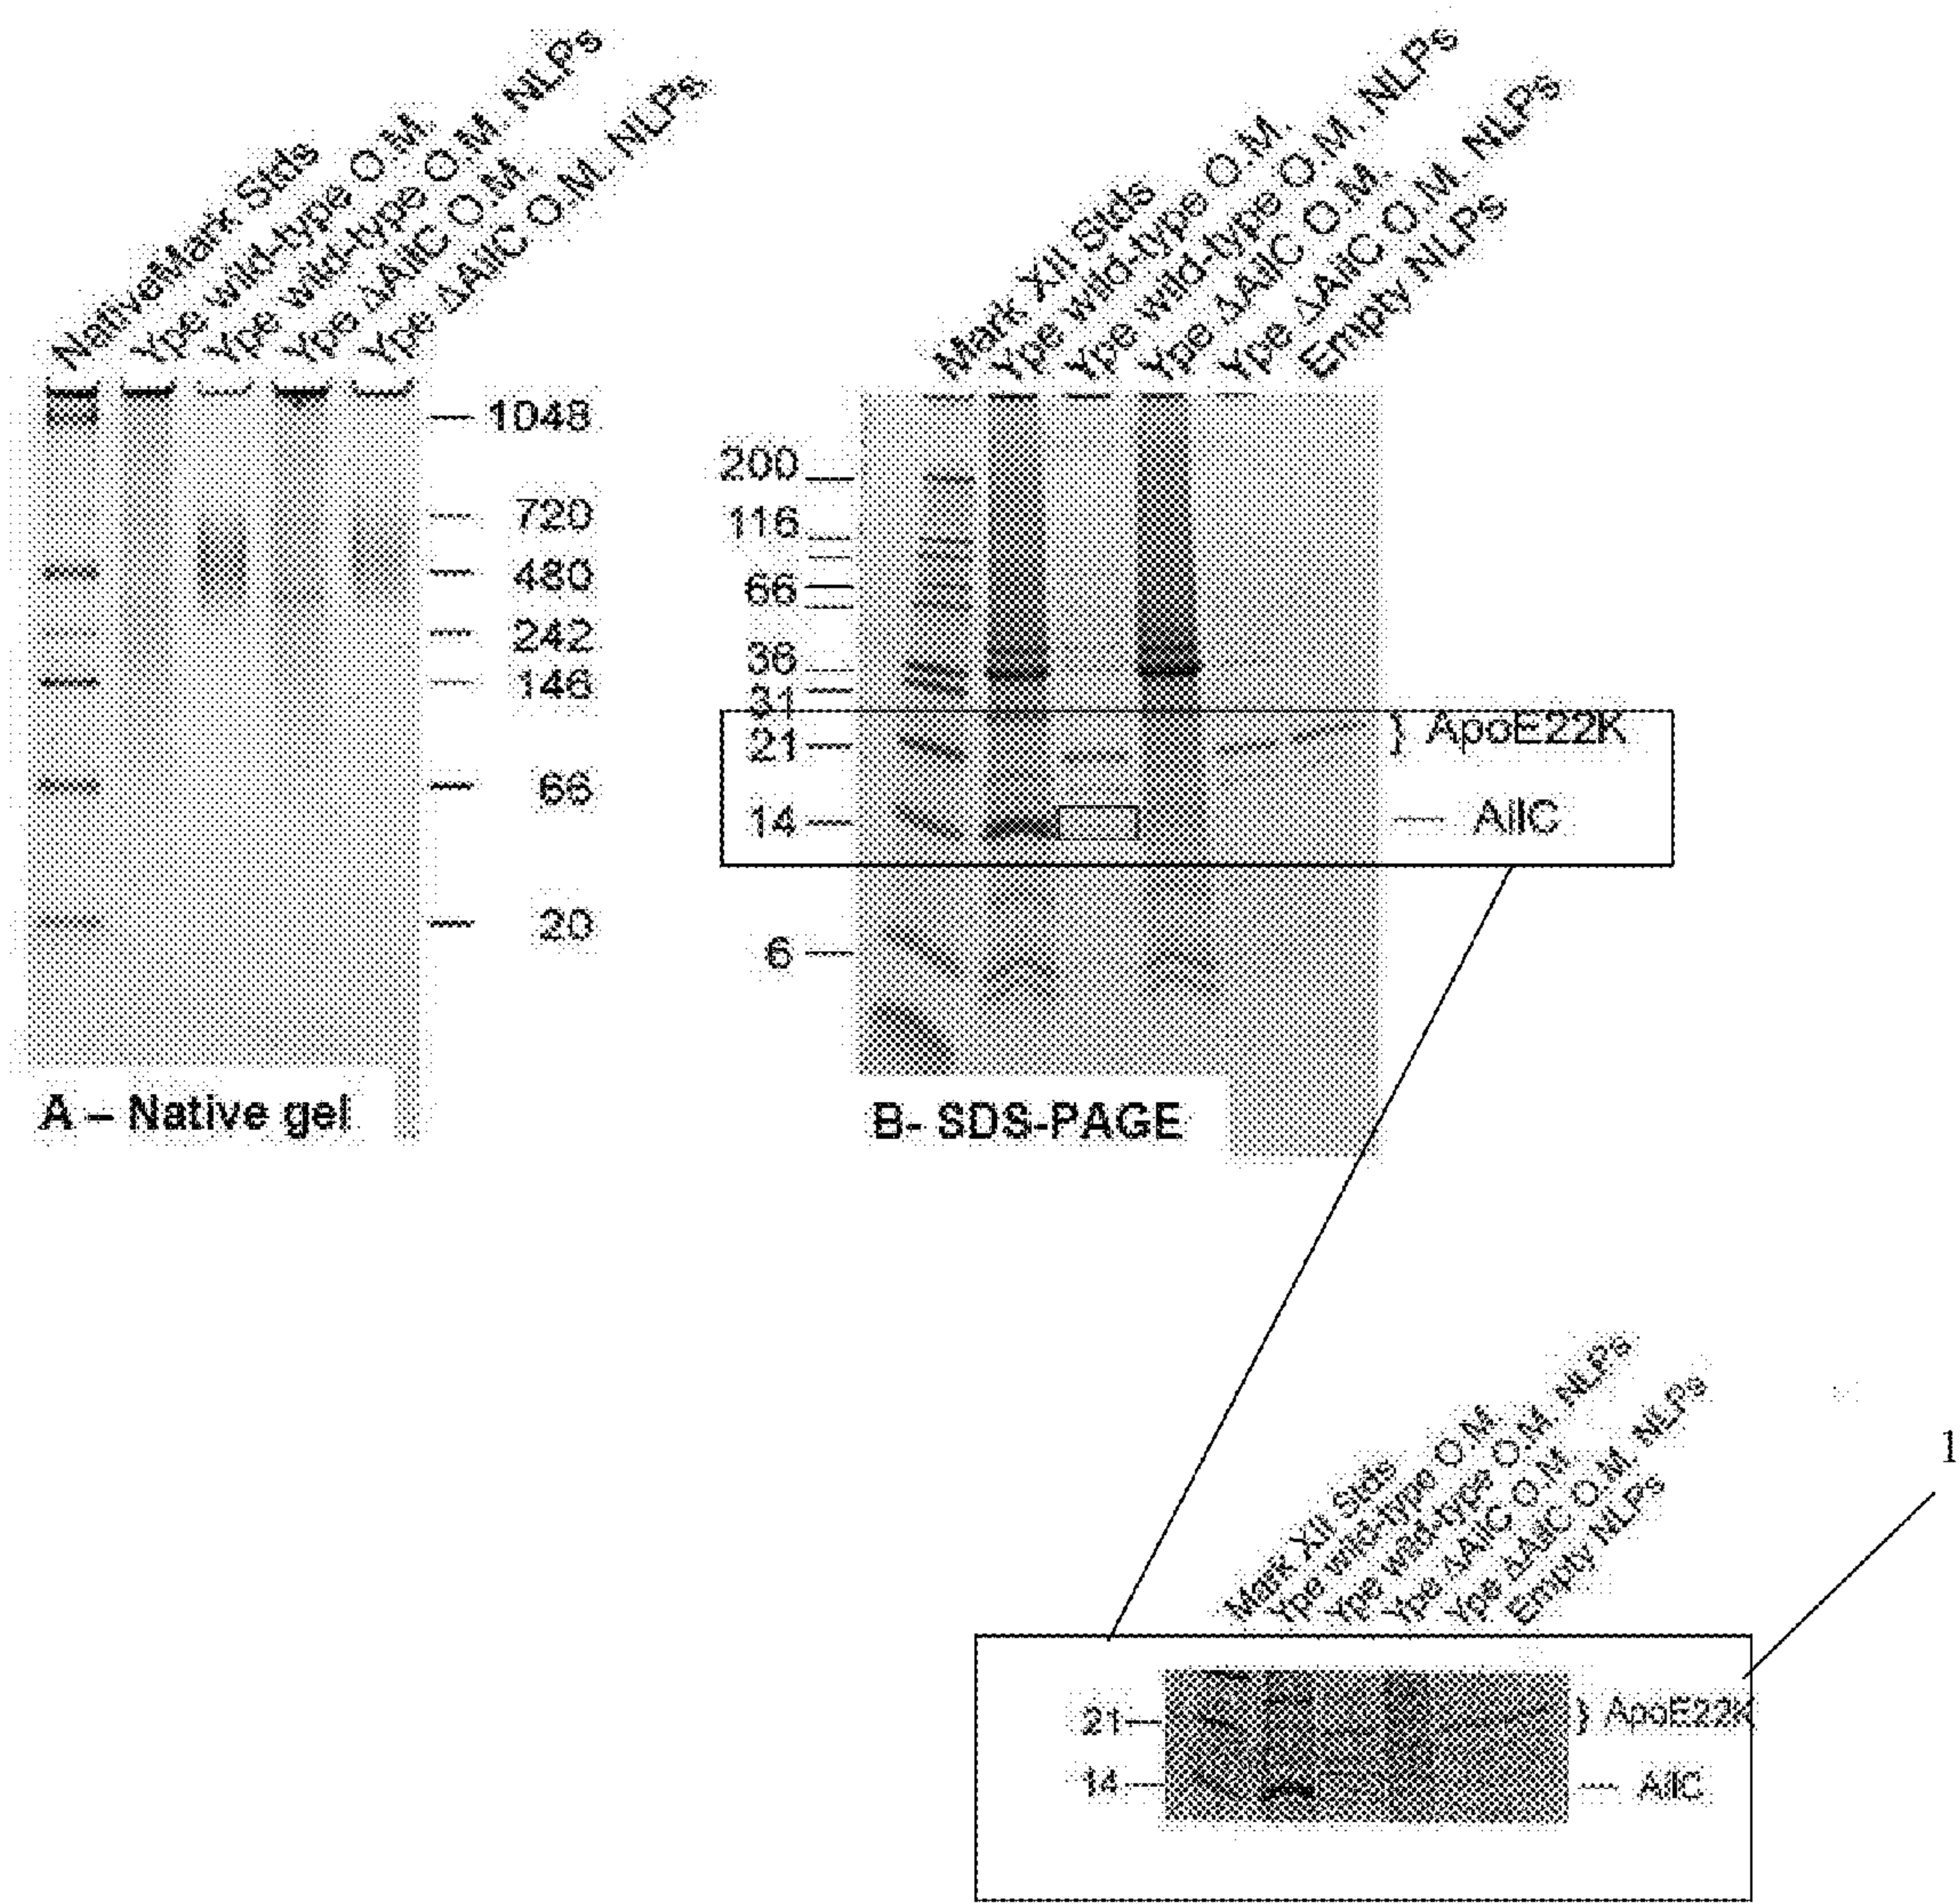 NativeMark Stds
Ype wild-type O.M.
Ype wild-type O.M. NLPs
Ype ΔAilC O.M.
Ype ΔAilC O.M. NLPs
1048
720
480
242
146
66
20
A – Native gel
Mark XII Stds
Ype wild-type O.M.
Ype wild-type O.M. NLPs
Ype ΔAilC O.M.
Ype ΔAilC O.M. NLPs
Empty NLPs
200
116
66
36
31
21
14
6
} ApoE22K
AilC
B- SDS-PAGE
Mark XII Stds
Ype wild-type O.M.
Ype wild-type O.M. NLPs
Ype ΔAilC O.M.
Ype ΔAilC O.M. NLPs
Empty NLPs
1
21
14
} ApoE22K
AilC